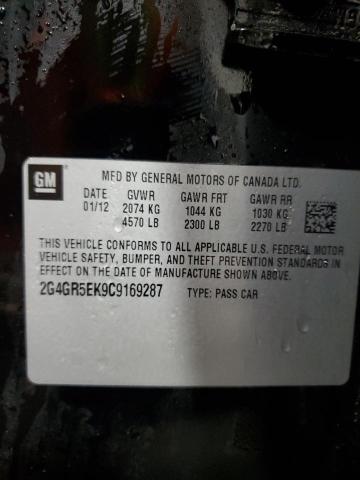 GM
MFD BY GENERAL MOTORS OF CANADA LTD.
DATE GVWR GAWR FRT GAWR RR
01/12 2074 KG 1044 KG 1030 KG
4570 LB 2300 LB 2270 LB
THIS VEHICLE CONFORMS TO ALL APPLICABLE U.S. FEDERAL MOTOR
VEHICLE SAFETY, BUMPER, AND THEFT PREVENTION STANDARDS IN
EFFECT ON THE DATE OF MANUFACTURE SHOWN ABOVE.
2G4GR5EK9C9169287 TYPE: PASS CAR